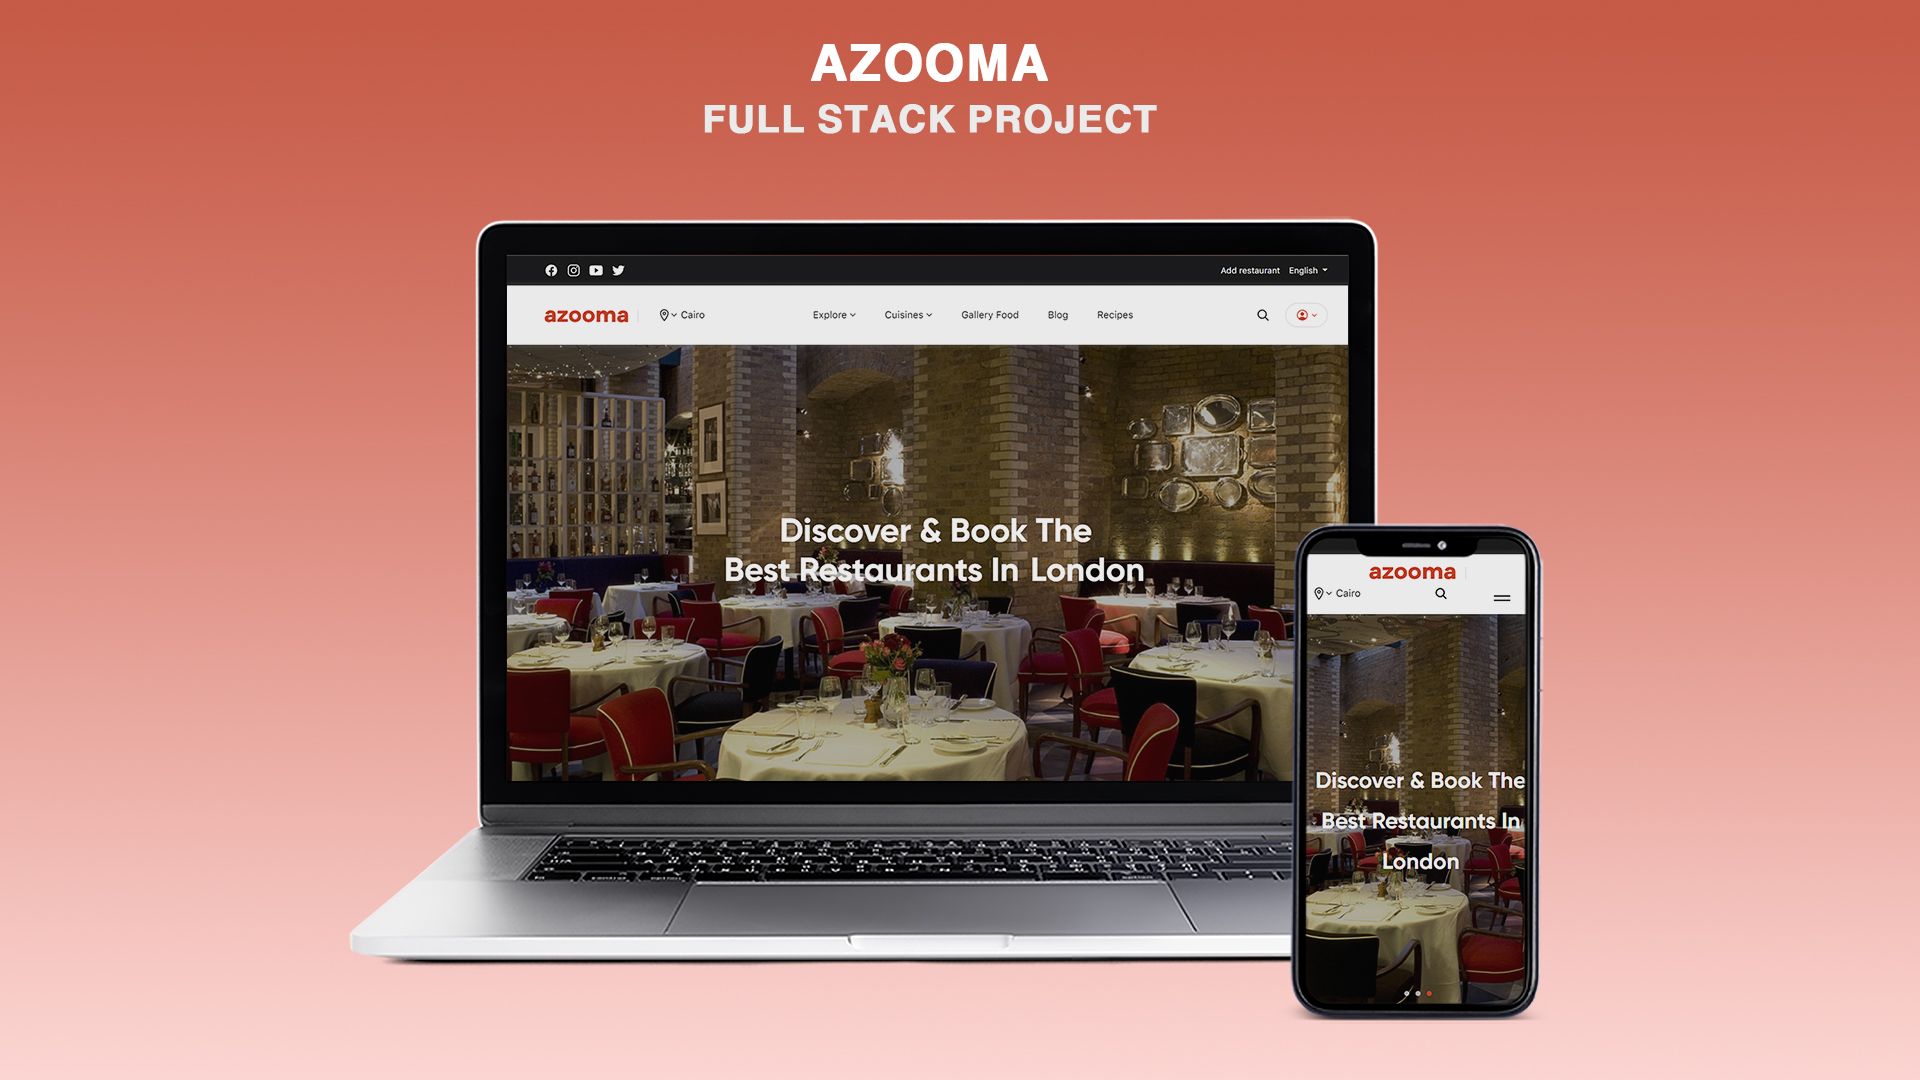 AZOOMA
FULL STACK PROJECT
Add restaurant English
azooma Cairo Explore Cuisines Gallery Food Blog Recipes
Discover & Book The
Best Restaurants In London
azooma
Cairo
Discover & Book The
Best Restaurants In
London